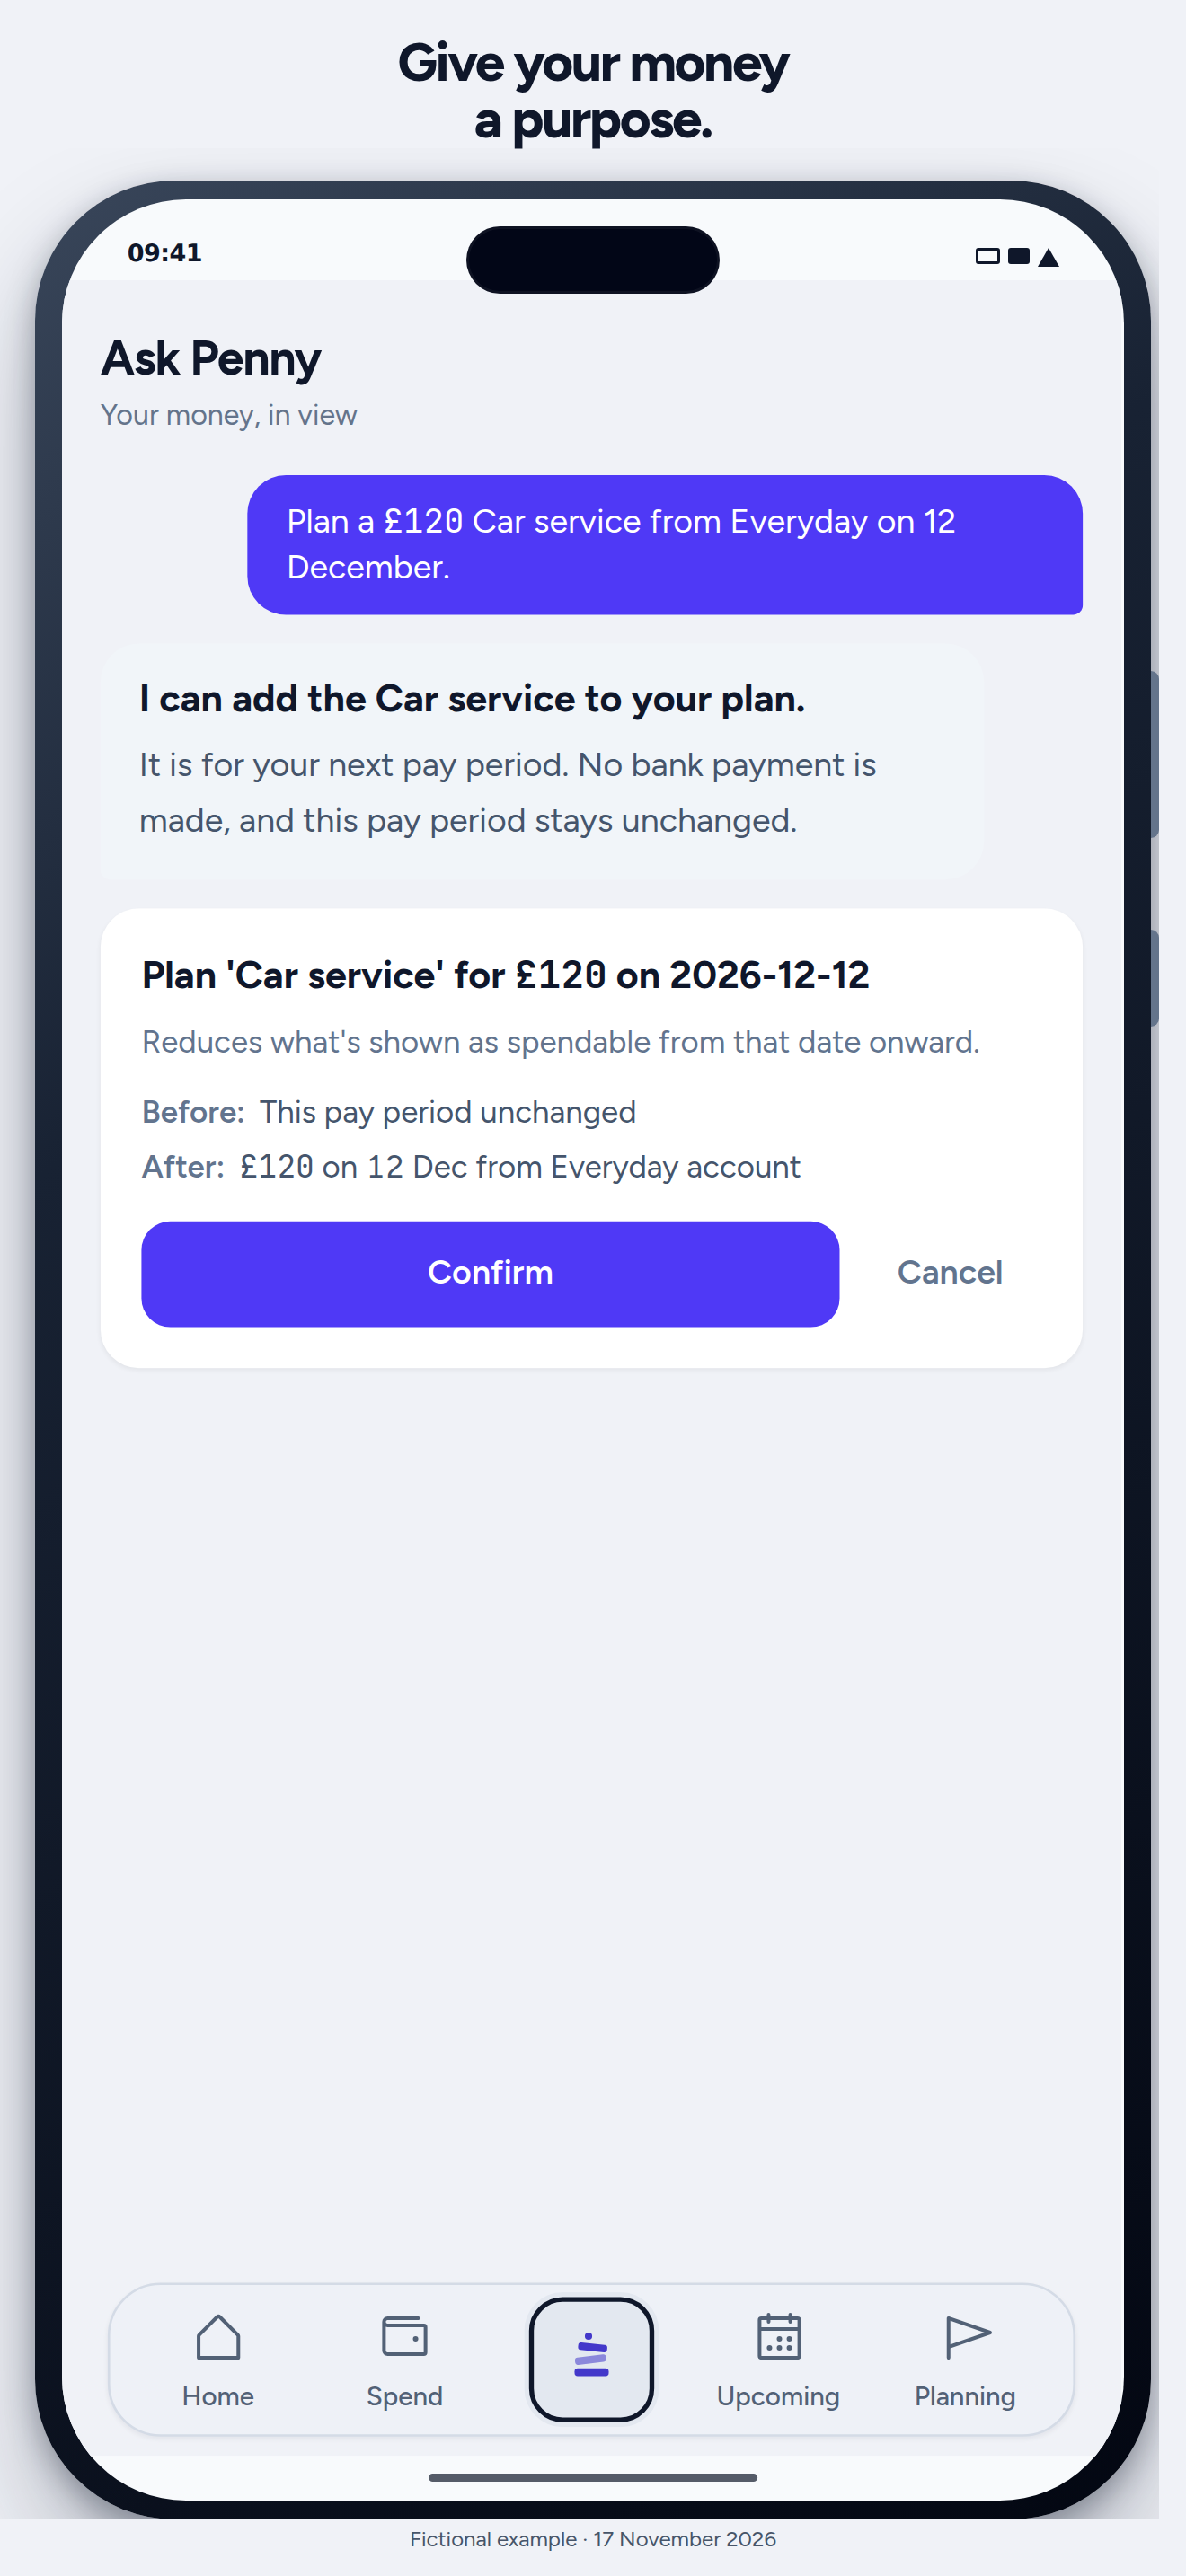 Give your money
a purpose.
09:41
Ask Penny
Your money, in view
Plan a £120 Car service from Everyday on 12
December.
I can add the Car service to your plan.
It is for your next pay period. No bank payment is
made, and this pay period stays unchanged.
Plan 'Car service' for £120 on 2026-12-12
Reduces what's shown as spendable from that date onward.
Before: This pay period unchanged
After: £120 on 12 Dec from Everyday account
Confirm
Cancel
Home
Spend
Upcoming
Planning
Fictional example · 17 November 2026